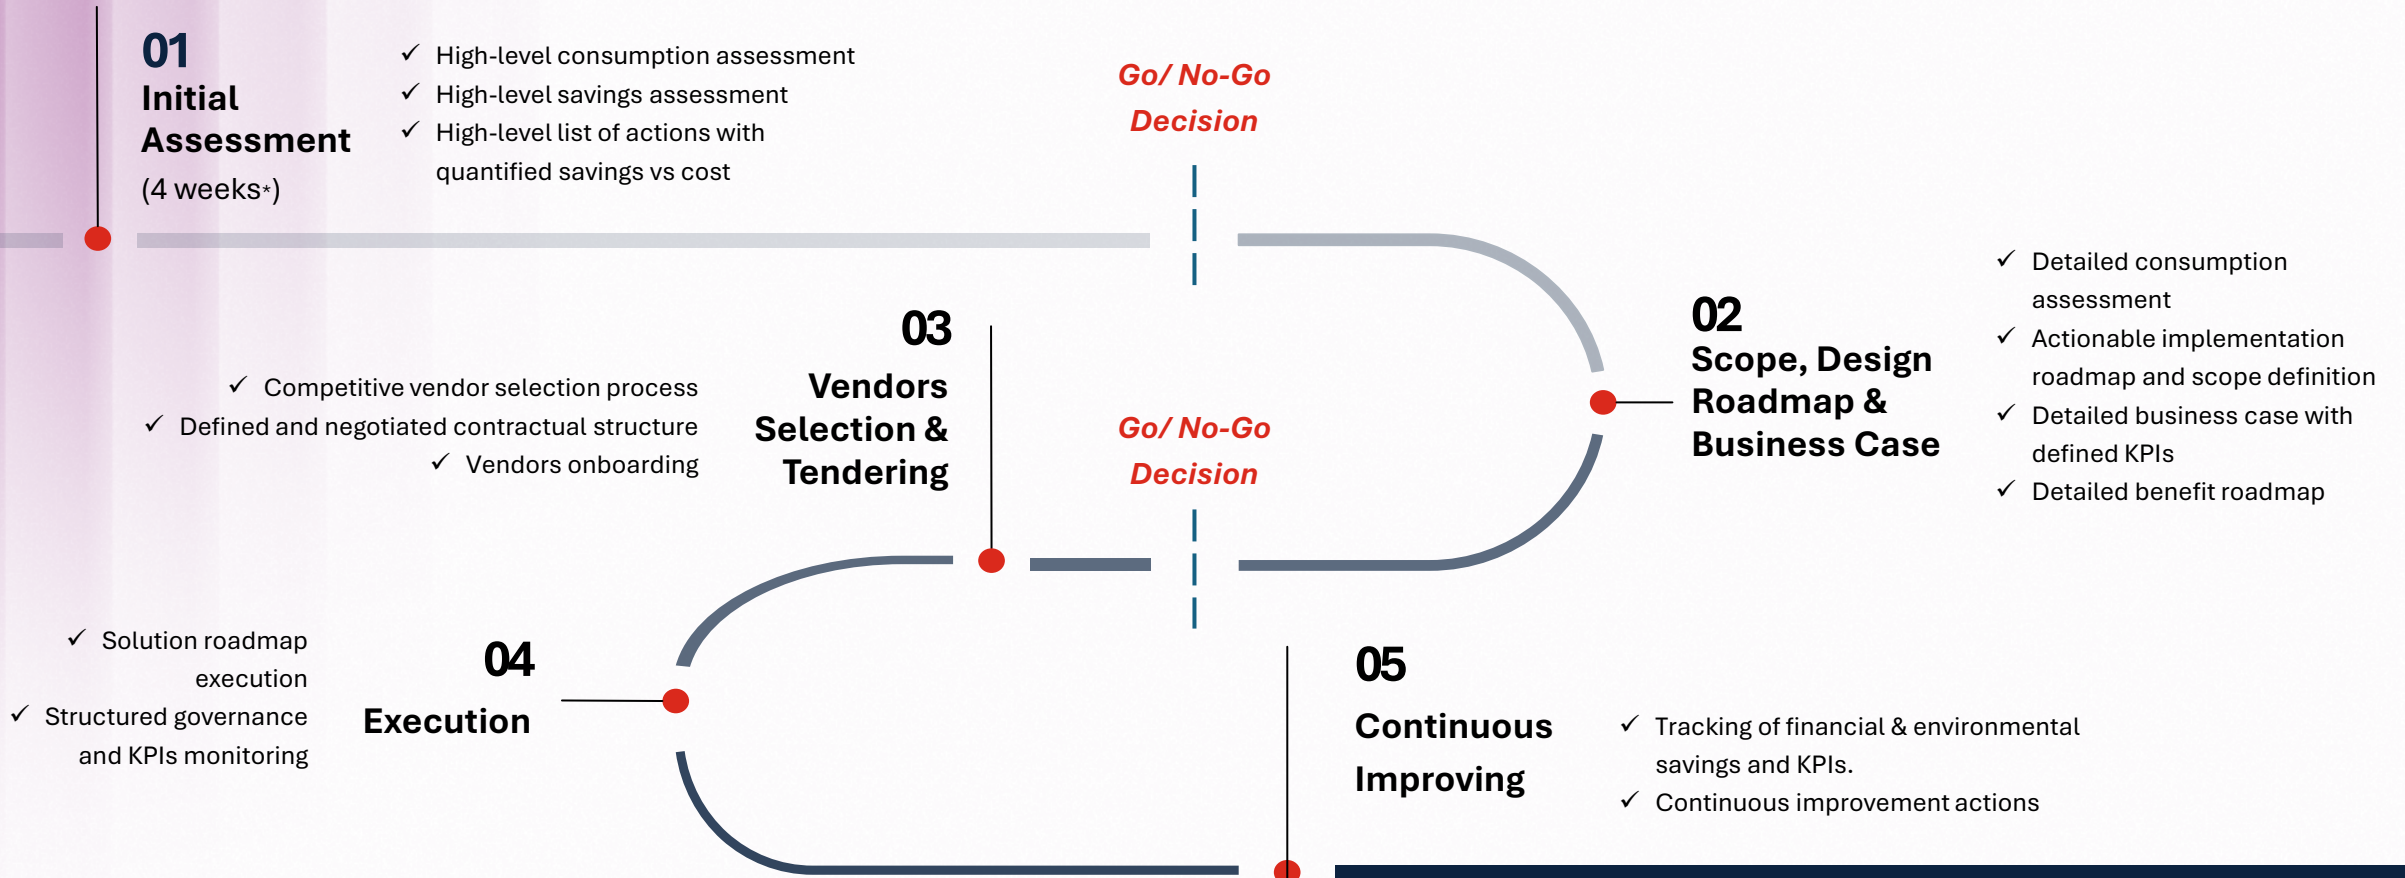 01
Initial
Assessment
(4 weeks*)
✓ High-level consumption assessment
✓ High-level savings assessment
✓ High-level list of actions with
quantified savings vs cost
Go/ No-Go
Decision
02
Scope, Design
Roadmap &
Business Case
✓ Detailed consumption
assessment
✓ Actionable implementation
roadmap and scope definition
✓ Detailed business case with
defined KPIs
✓ Detailed benefit roadmap
03
Vendors
Selection &
Tendering
✓ Competitive vendor selection process
✓ Defined and negotiated contractual structure
✓ Vendors onboarding
Go/ No-Go
Decision
04
Execution
✓ Solution roadmap
execution
✓ Structured governance
and KPIs monitoring
05
Continuous
Improving
✓ Tracking of financial & environmental
savings and KPIs.
✓ Continuous improvement actions